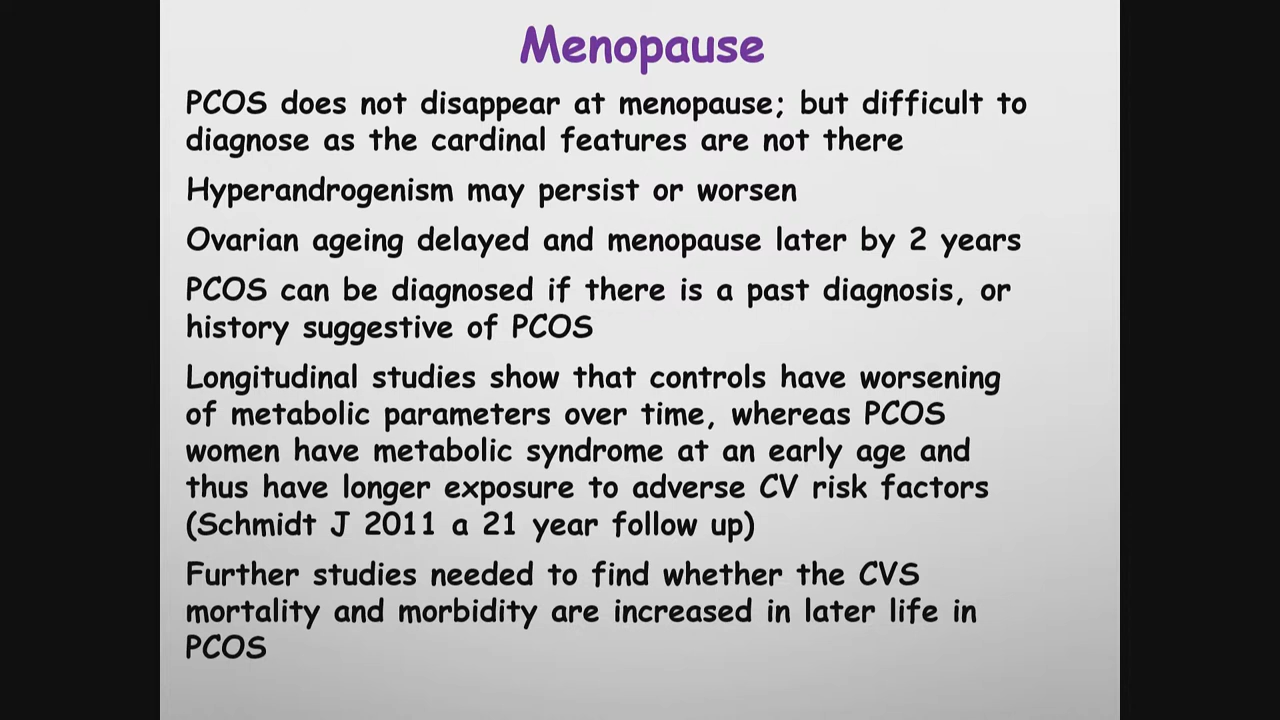 Menopause
PCOS does not disappear at menopause; but difficult to
diagnose as the cardinal features are not there
Hyperandrogenism may persist or worsen
Ovarian ageing delayed and menopause later by 2 years
PCOS can be diagnosed if there is a past diagnosis, or
history suggestive of PCOS
Longitudinal studies show that controls have worsening
of metabolic parameters over time, whereas PCOS
women have metabolic syndrome at an early age and
thus have longer exposure to adverse CV risk factors
(Schmidt J 2011 a 21 year follow up)
Further studies needed to find whether the CVS
mortality and morbidity are increased in later life in
PCOS